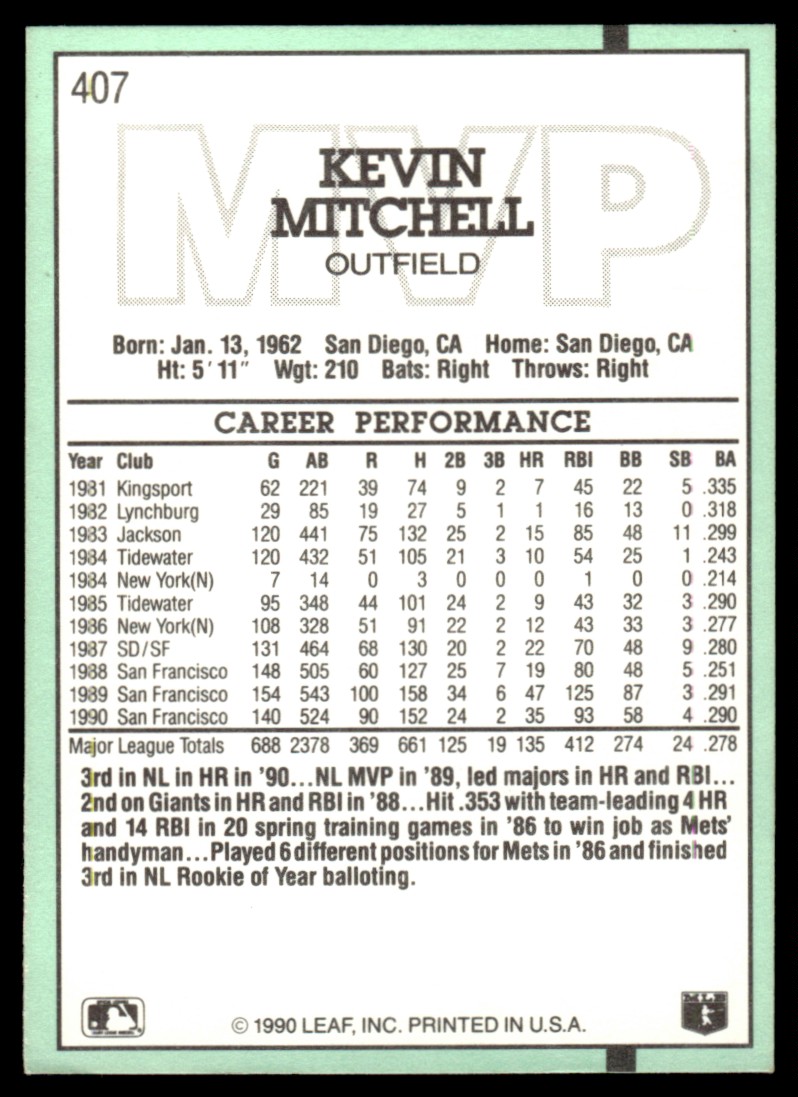 407
MVP
KEVIN
MITCHELL
OUTFIELD
Born: Jan. 13, 1962 San Diego, CA Home: San Diego, CA
Ht: 5' 11" Wgt: 210 Bats: Right Throws: Right
CAREER PERFORMANCE
Year Club G AB R H 2B 3B HR RBI BB SB BA
1981 Kingsport 62 221 39 74 9 2 7 45 22 5 .335
1982 Lynchburg 29 85 19 27 5 1 1 16 13 0 .318
1983 Jackson 120 441 75 132 25 2 15 85 48 11 .299
1984 Tidewater 120 432 51 105 21 3 10 54 25 1 .243
1984 New York(N) 7 14 0 3 0 0 0 1 0 0 .214
1985 Tidewater 95 348 44 101 24 2 9 43 32 3 .290
1986 New York(N) 108 328 51 91 22 2 12 43 33 3 .277
1987 SD/SF 131 464 68 130 20 2 22 70 48 9 .280
1988 San Francisco 148 505 60 127 25 7 19 80 48 5 .251
1989 San Francisco 154 543 100 158 34 6 47 125 87 3 .291
1990 San Francisco 140 524 90 152 24 2 35 93 58 4 .290
Major League Totals 688 2378 369 661 125 19 135 412 274 24 .278
3rd in NL in HR in '90...NL MVP in '89, led majors in HR and RBI...
2nd on Giants in HR and RBI in '88...Hit .353 with team-leading 4 HR
and 14 RBI in 20 spring training games in '86 to win job as Mets'
handyman...Played 6 different positions for Mets in '86 and finished
3rd in NL Rookie of Year balloting.
© 1990 LEAF, INC. PRINTED IN U.S.A.